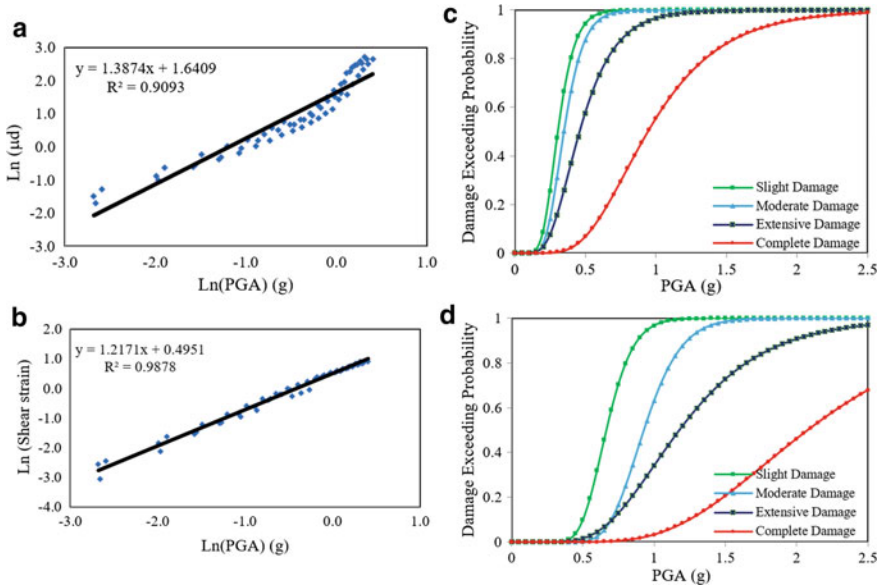 a
3.0
y = 1.3874x + 1.6409
R² = 0.9093
2.0
1.0
0.0
-1.0
-2.0
-3.0
Ln (μd)
-3.0 -2.0 -1.0 0.0 1.0
Ln(PGA) (g)
b
2.0
y = 1.2171x + 0.4951
R² = 0.9878
1.0
0.0
-1.0
-2.0
-3.0
-4.0
Ln (Shear strain)
-3.0 -2.0 -1.0 0.0 1.0
Ln(PGA) (g)
c
1
0.8
0.6
0.4
0.2
0
Damage Exceeding Probability
Slight Damage
Moderate Damage
Extensive Damage
Complete Damage
0 0.5 1 1.5 2 2.5
PGA (g)
d
1
0.8
0.6
0.4
0.2
0
Damage Exceeding Probability
Slight Damage
Moderate Damage
Extensive Damage
Complete Damage
0 0.5 1 1.5 2 2.5
PGA (g)